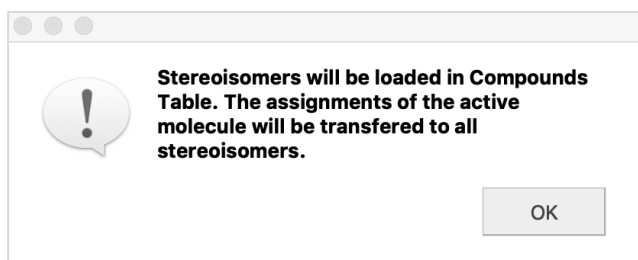 Stereoisomers will be loaded in Compounds
Table. The assignments of the active
molecule will be transfered to all
stereoisomers.
OK